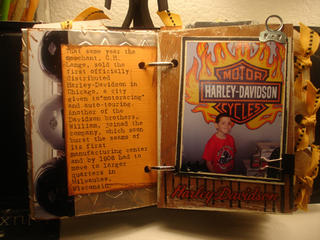 That same year the
merchant, C.H.
Lange, sold the
first officially
distributed
Harley-Davidson in
Chicago, a city
given to "motoracing"
and auto-touring.
Another of the
Davidson brothers,
William, joined the
company, which soon
burst the seams of
its first
manufacturing center
and by 1906 had to
move to larger
quarters in
Milwaukee,
Wisconsin.
MOTOR
HARLEY-DAVIDSON
CYCLES
Harley-Davidson